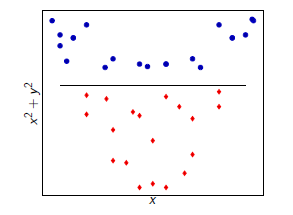 x² + y²
x